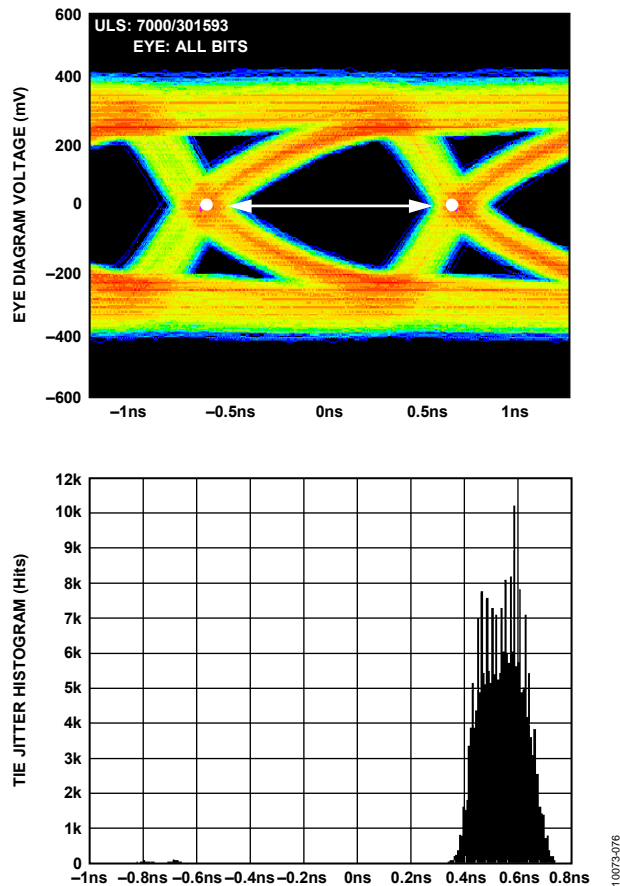 600
400
200
0
–200
–400
–600
EYE DIAGRAM VOLTAGE (mV)
ULS: 7000/301593
EYE: ALL BITS
–1ns –0.5ns 0ns 0.5ns 1ns
12k
10k
9k
8k
7k
6k
5k
4k
3k
2k
1k
0
TIE JITTER HISTOGRAM (Hits)
–1ns –0.8ns –0.6ns –0.4ns –0.2ns 0ns 0.2ns 0.4ns 0.6ns 0.8ns
10073-076